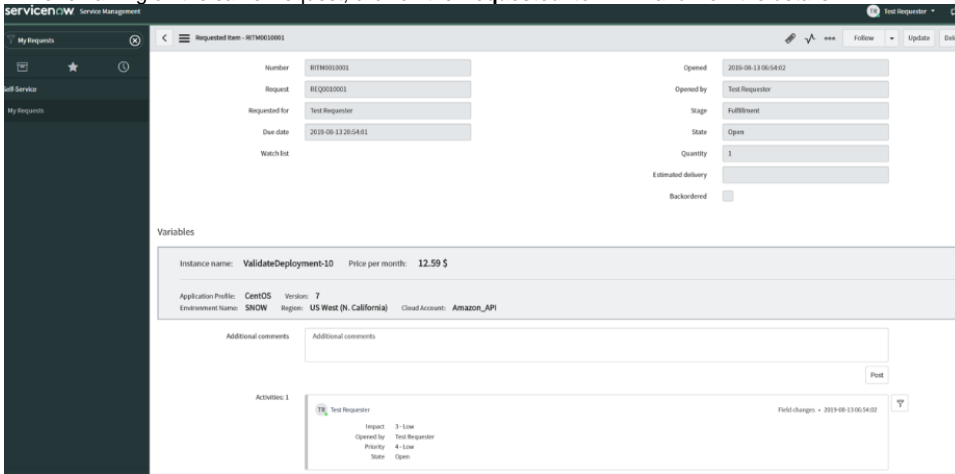 servicenow Service Management
TR Test Requester
My Requests
Self-Service
My Requests
Requested Item - RITM0010001
Follow
Update
Number RITM0010001
Request REQ0010001
Requested for Test Requester
Due date 2019-08-13 20:54:01
Watch list
Opened 2019-08-13 06:54:02
Opened by Test Requester
Stage Fulfillment
State Open
Quantity 1
Estimated delivery
Backordered
Variables
Instance name: ValidateDeployment-10 Price per month: 12.59 $
Application Profile: CentOS Version: 7
Environment Name: SNOW Region: US West (N. California) Cloud Account: Amazon_API
Additional comments Additional comments
Post
Activities: 1
TR Test Requester Field changes • 2019-08-13 06:54:02
Impact 3 - Low
Opened by Test Requester
Priority 4 - Low
State Open